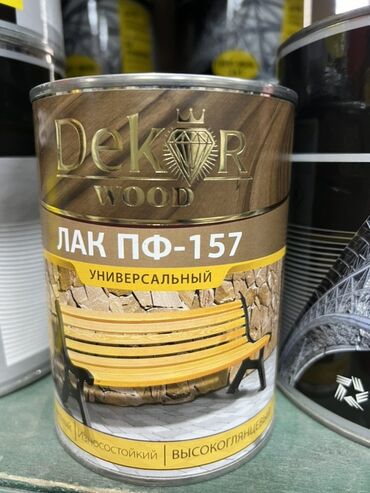 DeKOR
WOOD
ЛАК ПФ-157
УНИВЕРСАЛЬНЫЙ
ИЗНОСОСТОЙКИЙ
ВЫСОКОГЛЯНЦЕВЫЙ